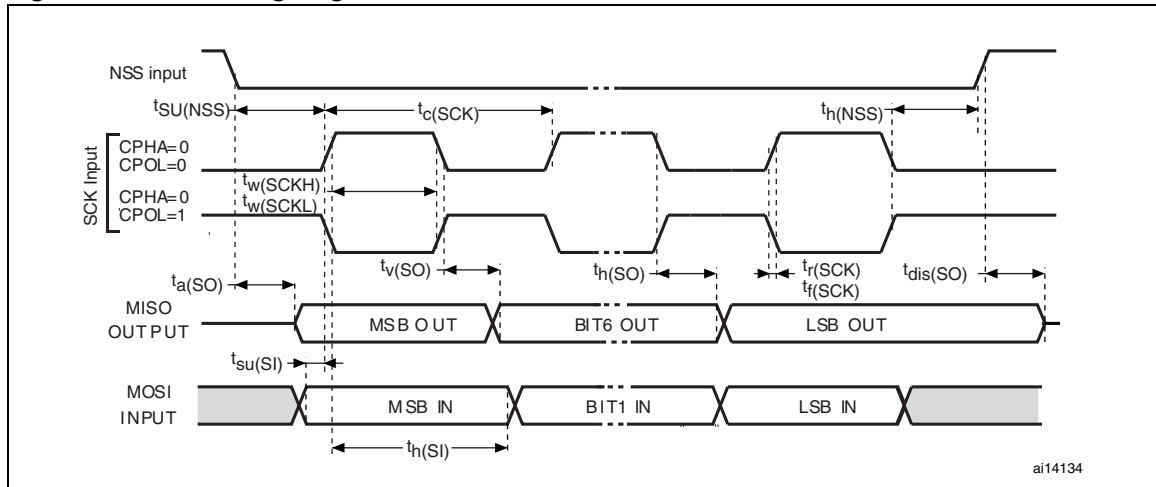 NSS input
tSU(NSS)
tc(SCK)
th(NSS)
SCK Input
CPHA=0
CPOL=0
tw(SCKH)
tw(SCKL)
CPHA=0
CPOL=1
tv(SO)
th(SO)
tr(SCK)
tf(SCK)
tdis(SO)
ta(SO)
MISO
OUTPUT
MSB OUT
BIT6 OUT
LSB OUT
tsu(SI)
MOSI
INPUT
MSB IN
BIT1 IN
LSB IN
th(SI)
ai14134